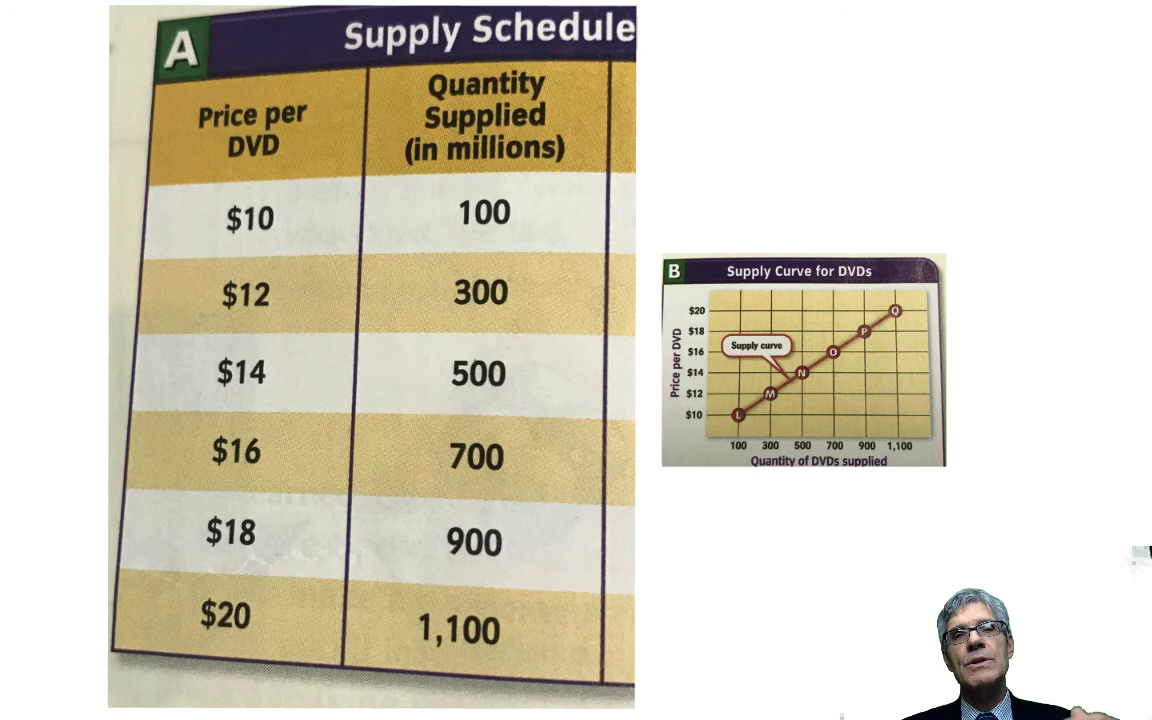 A
Supply Schedule
Price per
DVD
Quantity
Supplied
(in millions)
$10 100
$12 300
$14 500
$16 700
$18 900
$20 1,100
B
Supply Curve for DVDs
Price per DVD
$20
$18
$16
$14
$12
$10
Supply curve
L
M
N
O
P
Q
100 300 500 700 900 1,100
Quantity of DVDs supplied